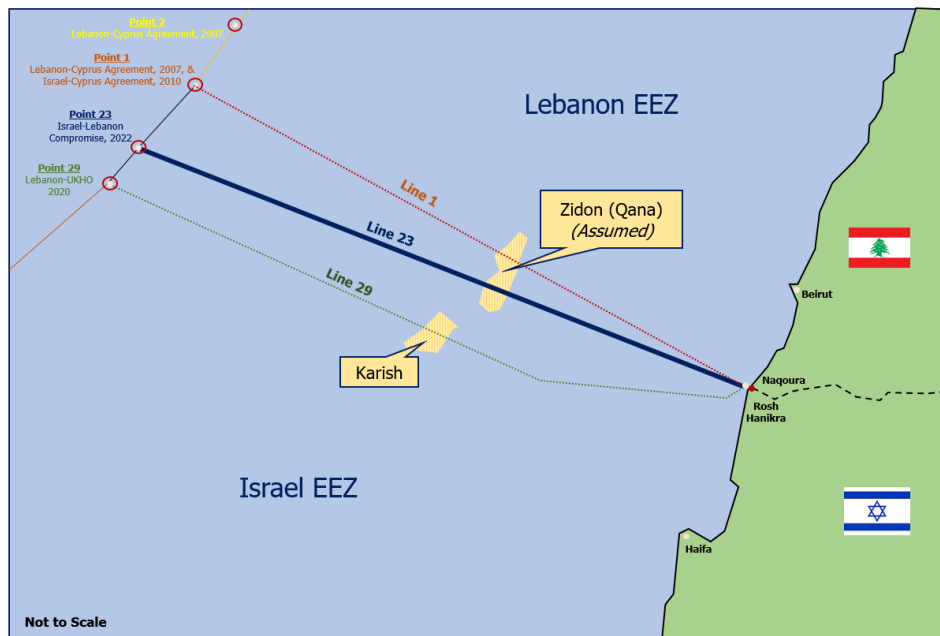 Point 2
Lebanon-Cyprus Agreement, 2007
Point 1
Lebanon-Cyprus Agreement, 2007, &
Israel-Cyprus Agreement, 2010
Point 23
Israel-Lebanon
Compromise, 2022
Point 29
Lebanon-UKHO
2020
Lebanon EEZ
Line 1
Line 23
Line 29
Zidon (Qana)
(Assumed)
Karish
Beirut
Naqoura
Rosh
Hanikra
Israel EEZ
Haifa
Not to Scale